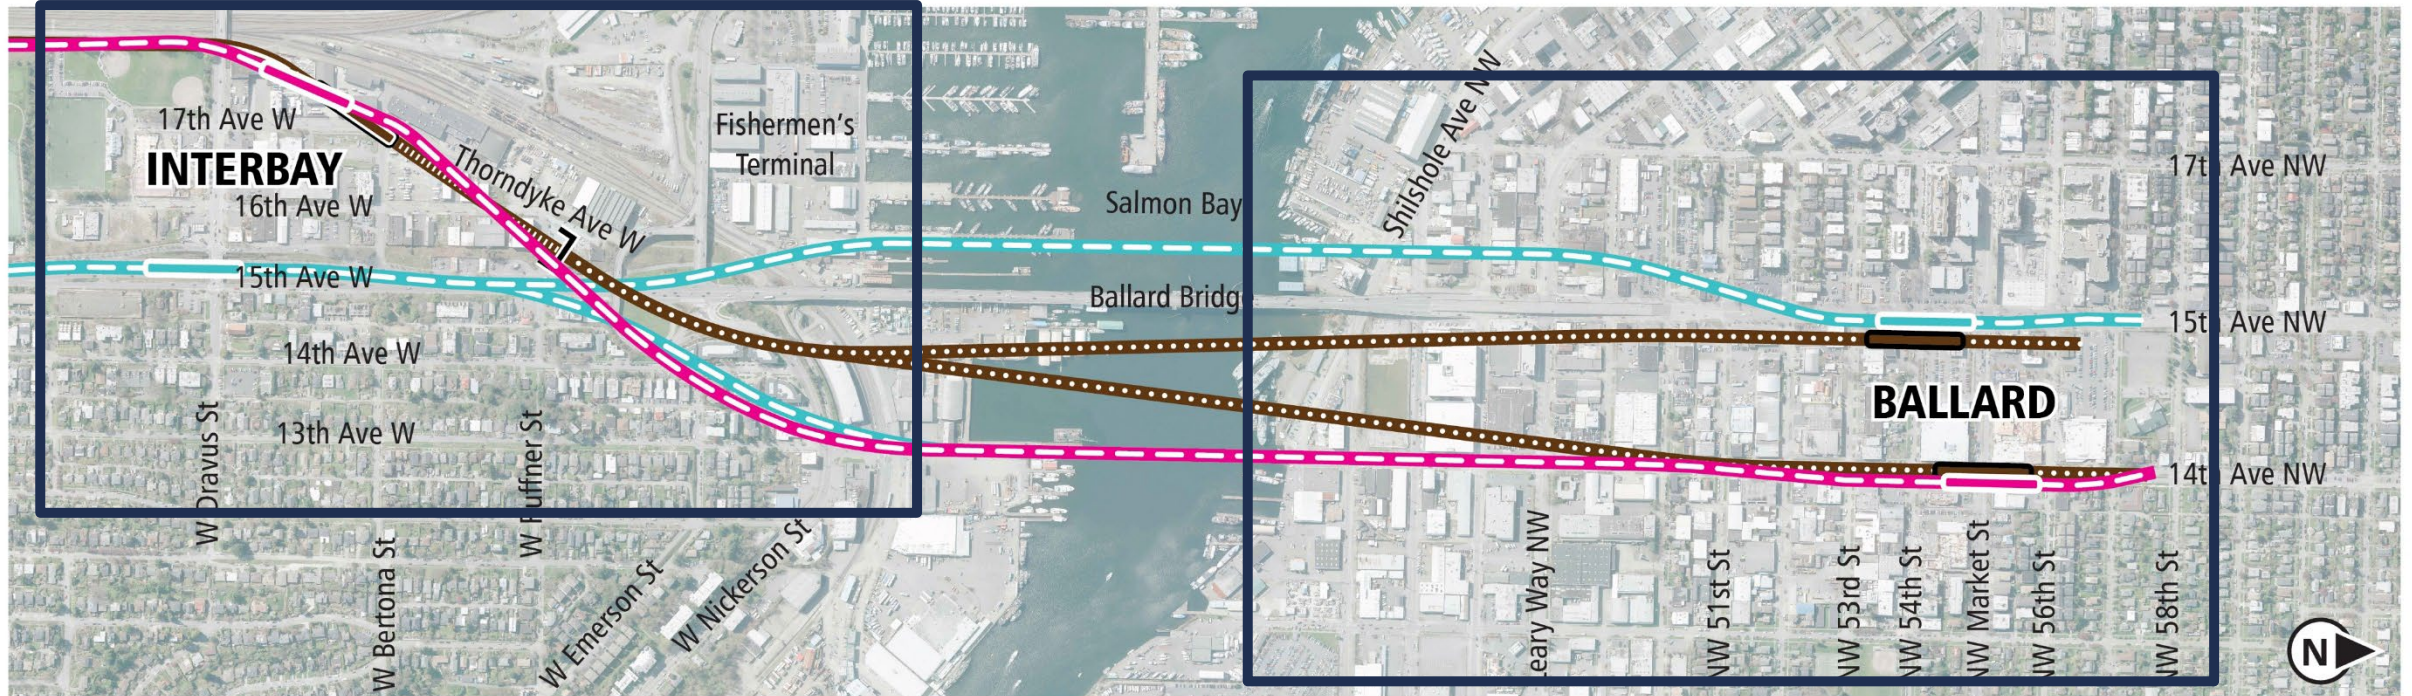 17th Ave W
INTERBAY
16th Ave W
15th Ave W
14th Ave W
13th Ave W
Thorndyke Ave W
Fishermen's
Terminal
W Dravus St
W Bertona St
W Ruffner St
W Emerson St
W Nickerson St
Salmon Bay
Ballard Bridge
Shilshole Ave NW
17th Ave NW
15th Ave NW
BALLARD
14th Ave NW
Leary Way NW
NW 51st St
NW 53rd St
NW 54th St
NW Market St
NW 56th St
NW 58th St
N